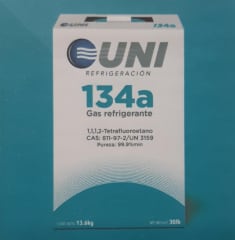 UNI
REFRIGERACIÓN
134a
Gas refrigerante
1,1,1,2-Tetrafluoroetano
CAS: 811-97-2/UN 3159
Pureza: 99.9%min
13.6kg
30lb